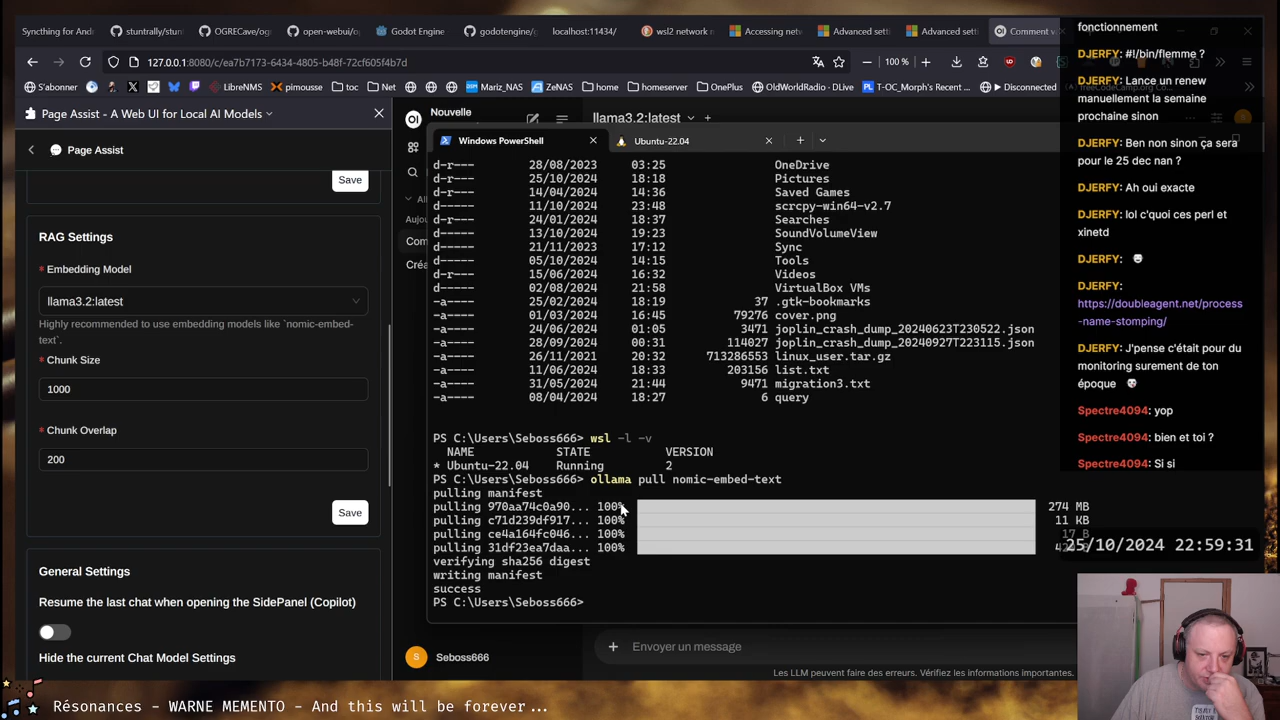 Syncthing for Andr
stuntrally/stun
OGRECave/ogr
open-webui/o
Godot Engine
godotengine/g
localhost:11434/
wsl2 network n
Accessing netw
Advanced sett
Advanced sett
Comment v
127.0.0.1:8080/c/ea7b7173-6434-4805-b48f-72cf605f4b7d
100 %
S'abonner
LibreNMS
pimousse
toc
Net
Mariz_NAS
ZeNAS
home
homeserver
OnePlus
OldWorldRadio - DLive
T-OC_Morph's Recent ...
Disconnected
Page Assist - A Web UI for Local AI Models
Page Assist
Save
RAG Settings
* Embedding Model
llama3.2:latest
Highly recommended to use embedding models like `nomic-embed-
text`.
* Chunk Size
1000
* Chunk Overlap
200
Save
General Settings
Resume the last chat when opening the SidePanel (Copilot)
Hide the current Chat Model Settings
OI
Nouvelle
llama3.2:latest
Aujou
Com
Créa
Windows PowerShell
Ubuntu-22.04
d-r--- 28/08/2023 03:25 OneDrive
d-r--- 25/10/2024 18:18 Pictures
d-r--- 14/04/2024 14:36 Saved Games
d----- 11/10/2024 23:48 scrcpy-win64-v2.7
d-r--- 24/01/2024 18:37 Searches
d----- 13/10/2024 19:23 SoundVolumeView
d----- 21/11/2023 17:12 Sync
d----- 05/10/2024 14:15 Tools
d-r--- 15/06/2024 16:32 Videos
d----- 02/08/2024 21:58 VirtualBox VMs
-a---- 25/02/2024 18:19 37 .gtk-bookmarks
-a---- 01/03/2024 16:45 79276 cover.png
-a---- 24/06/2024 01:05 3471 joplin_crash_dump_20240623T230522.json
-a---- 28/09/2024 00:31 114027 joplin_crash_dump_20240927T223115.json
-a---- 26/11/2021 20:32 713286553 linux_user.tar.gz
-a---- 11/06/2024 18:33 203156 list.txt
-a---- 31/05/2024 21:44 9471 migration3.txt
-a---- 08/04/2024 18:27 6 query
PS C:\Users\Seboss666> wsl -l -v
NAME STATE VERSION
* Ubuntu-22.04 Running 2
PS C:\Users\Seboss666> ollama pull nomic-embed-text
pulling manifest
pulling 970aa74c0a90... 100% 274 MB
pulling c71d239df917... 100% 11 KB
pulling ce4a164fc046... 100% 17 B
pulling 31df23ea7daa... 100%
verifying sha256 digest
writing manifest
success
PS C:\Users\Seboss666>
S
Seboss666
Envoyer un message
Les LLM peuvent faire des erreurs. Vérifiez les informations importantes.
fonctionnement
DJERFY: #!/bin/flemme ?
DJERFY: Lance un renew
manuellement la semaine
prochaine sinon
DJERFY: Ben non sinon ça sera
pour le 25 dec nan ?
DJERFY: Ah oui exacte
DJERFY: lol c'quoi ces perl et
xinetd
DJERFY:
DJERFY:
https://doubleagent.net/process
-name-stomping/
DJERFY: J'pense c'était pour du
monitoring surement de ton
époque
Spectre4094: yop
Spectre4094: bien et toi ?
Spectre4094: Si si
25/10/2024 22:59:31
Résonances - WARNE MEMENTO - And this will be forever...